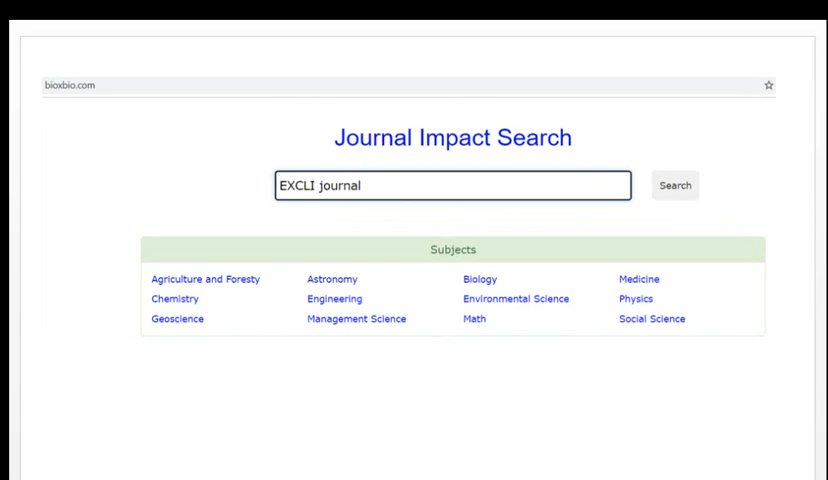 bioxbio.com
Journal Impact Search
EXCLI journal
Search
Subjects
Agriculture and Foresty Astronomy Biology Medicine
Chemistry Engineering Environmental Science Physics
Geoscience Management Science Math Social Science